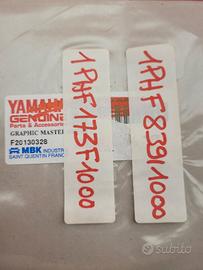 YAMAHA
GENUINE
Parts & Accessories
GRAPHIC MASTER
F20130328
MBK INDUSTRIE
SAINT QUENTIN FRANCE
1PHF173F1000
1PHF83911000
subito